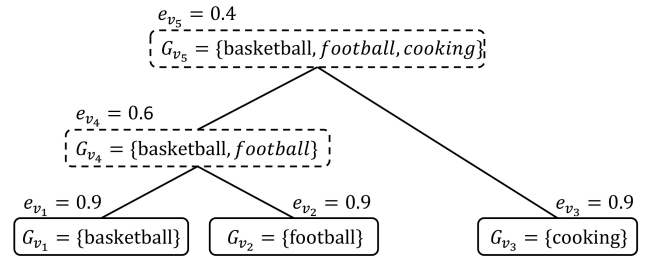 e_{v_5} = 0.4
G_{v_5} = {basketball, football, cooking}
e_{v_4} = 0.6
G_{v_4} = {basketball, football}
e_{v_1} = 0.9
e_{v_2} = 0.9
e_{v_3} = 0.9
G_{v_1} = {basketball}
G_{v_2} = {football}
G_{v_3} = {cooking}